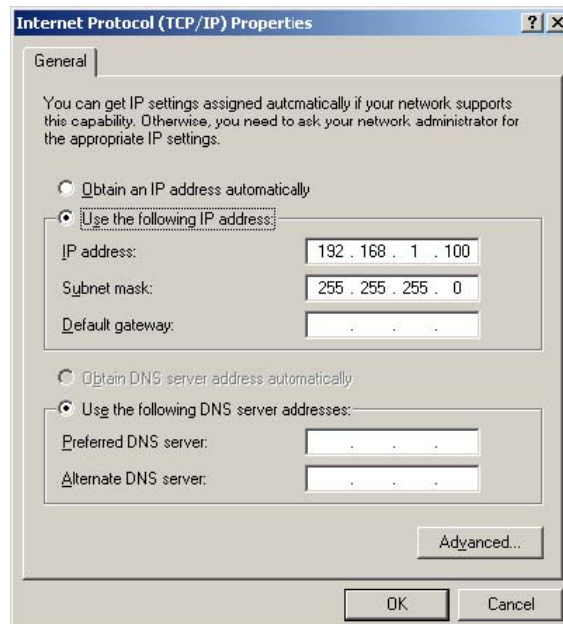 Internet Protocol (TCP/IP) Properties
General
You can get IP settings assigned automatically if your network supports
this capability. Otherwise, you need to ask your network administrator for
the appropriate IP settings.
Obtain an IP address automatically
Use the following IP address:
IP address: 192 . 168 . 1 . 100
Subnet mask: 255 . 255 . 255 . 0
Default gateway: . . .
Obtain DNS server address automatically
Use the following DNS server addresses:
Preferred DNS server: . . .
Alternate DNS server: . . .
Advanced...
OK Cancel